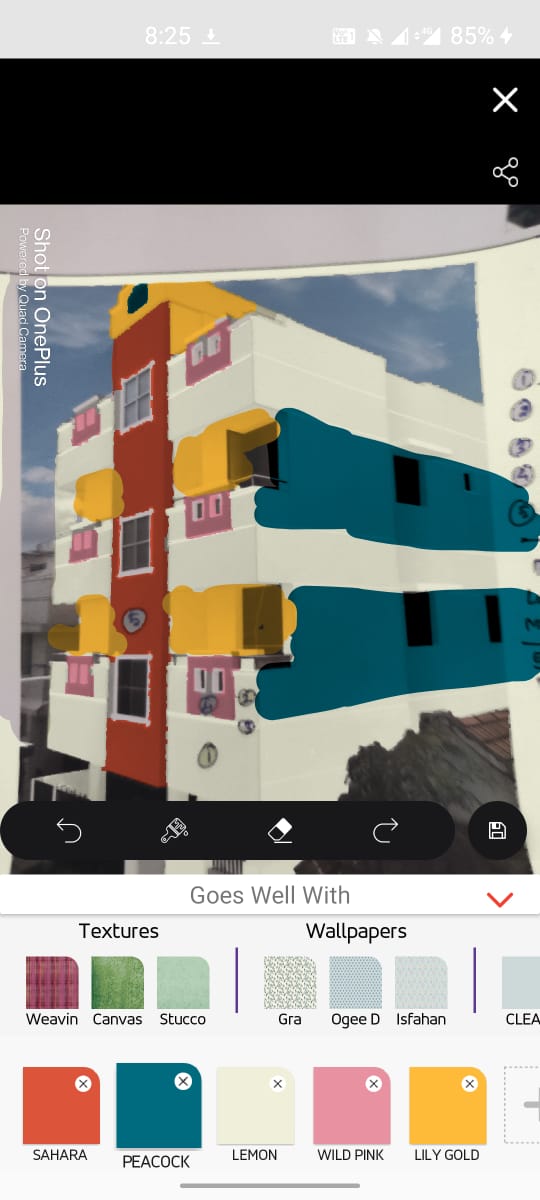 8:25
4G
85%
Shot on OnePlus
Powered by Quad Camera
Goes Well With
Textures
Wallpapers
Weavin
Canvas
Stucco
Gra
Ogee D
Isfahan
CLEA
SAHARA
PEACOCK
LEMON
WILD PINK
LILY GOLD